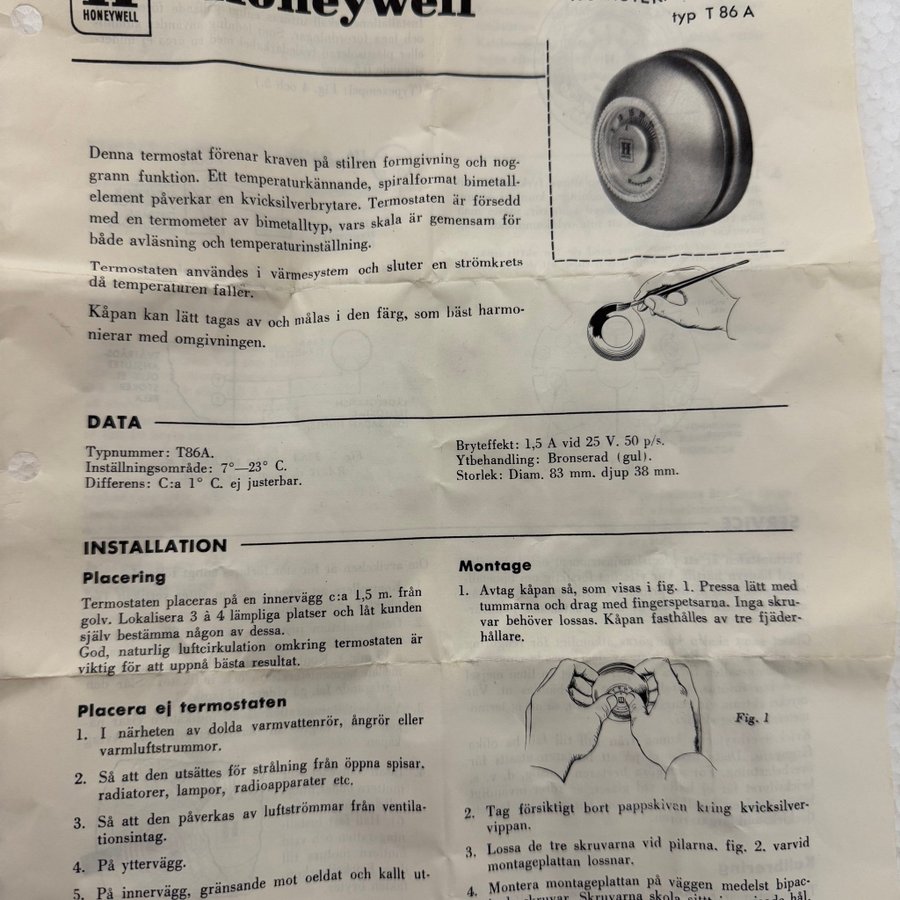 HONEYWELL
Honeywell
typ T 86 A
Denna termostat förenar kraven på stilren formgivning och nog-
grann funktion. Ett temperaturkännande, spiralformat bimetall-
element påverkar en kvicksilverbrytare. Termostaten är försedd
med en termometer av bimetalltyp, vars skala är gemensam för
både avläsning och temperaturinställning.
Termostaten användes i värmesystem och sluter en strömkrets
då temperaturen faller.
Kåpan kan lätt tagas av och målas i den färg, som bäst harmo-
nierar med omgivningen.
DATA
Typnummer: T86A.
Inställningsområde: 7°—23° C.
Differens: C:a 1° C. ej justerbar.
Bryteffekt: 1,5 A vid 25 V. 50 p/s.
Ytbehandling: Bronserad (gul).
Storlek: Diam. 83 mm. djup 38 mm.
INSTALLATION
Placering
Termostaten placeras på en innervägg c:a 1,5 m. från
golv. Lokalisera 3 à 4 lämpliga platser och låt kunden
själv bestämma någon av dessa.
God, naturlig luftcirkulation omkring termostaten är
viktig för att uppnå bästa resultat.
Placera ej termostaten
1. I närheten av dolda varmvattenrör, ångrör eller
varmluftstrummor.
2. Så att den utsättes för strålning från öppna spisar,
radiatorer, lampor, radioapparater etc.
3. Så att den påverkas av luftströmmar från ventila-
tionsintag.
4. På yttervägg.
5. På innervägg, gränsande mot oeldat och kallt ut-
Montage
1. Avtag kåpan så, som visas i fig. 1. Pressa lätt med
tummarna och drag med fingerspetsarna. Inga skru-
var behöver lossas. Kåpan fasthålles av tre fjäder-
hållare.
Fig. 1
2. Tag försiktigt bort pappskivan kring kvicksilver-
vippan.
3. Lossa de tre skruvarna vid pilarna, fig. 2. varvid
montageplattan lossnar.
4. Montera montageplattan på väggen medelst bipac-
skruvar. Skruvarna skola hål.